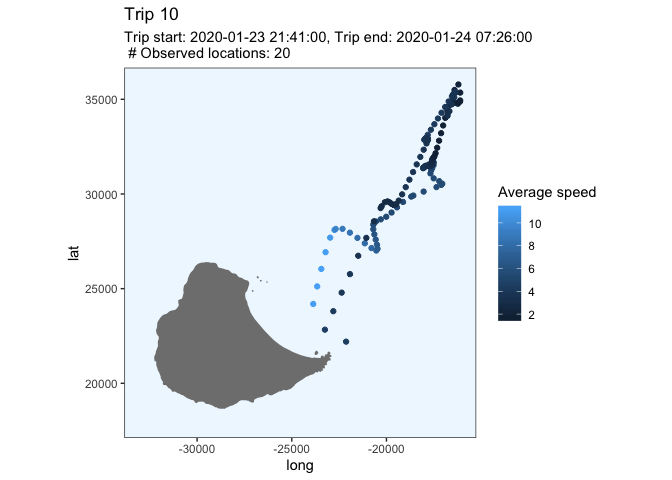 Trip 10
Trip start: 2020-01-23 21:41:00, Trip end: 2020-01-24 07:26:00
# Observed locations: 20
35000
30000
25000
20000
lat
-30000
-25000
-20000
long
Average speed
10
8
6
4
2